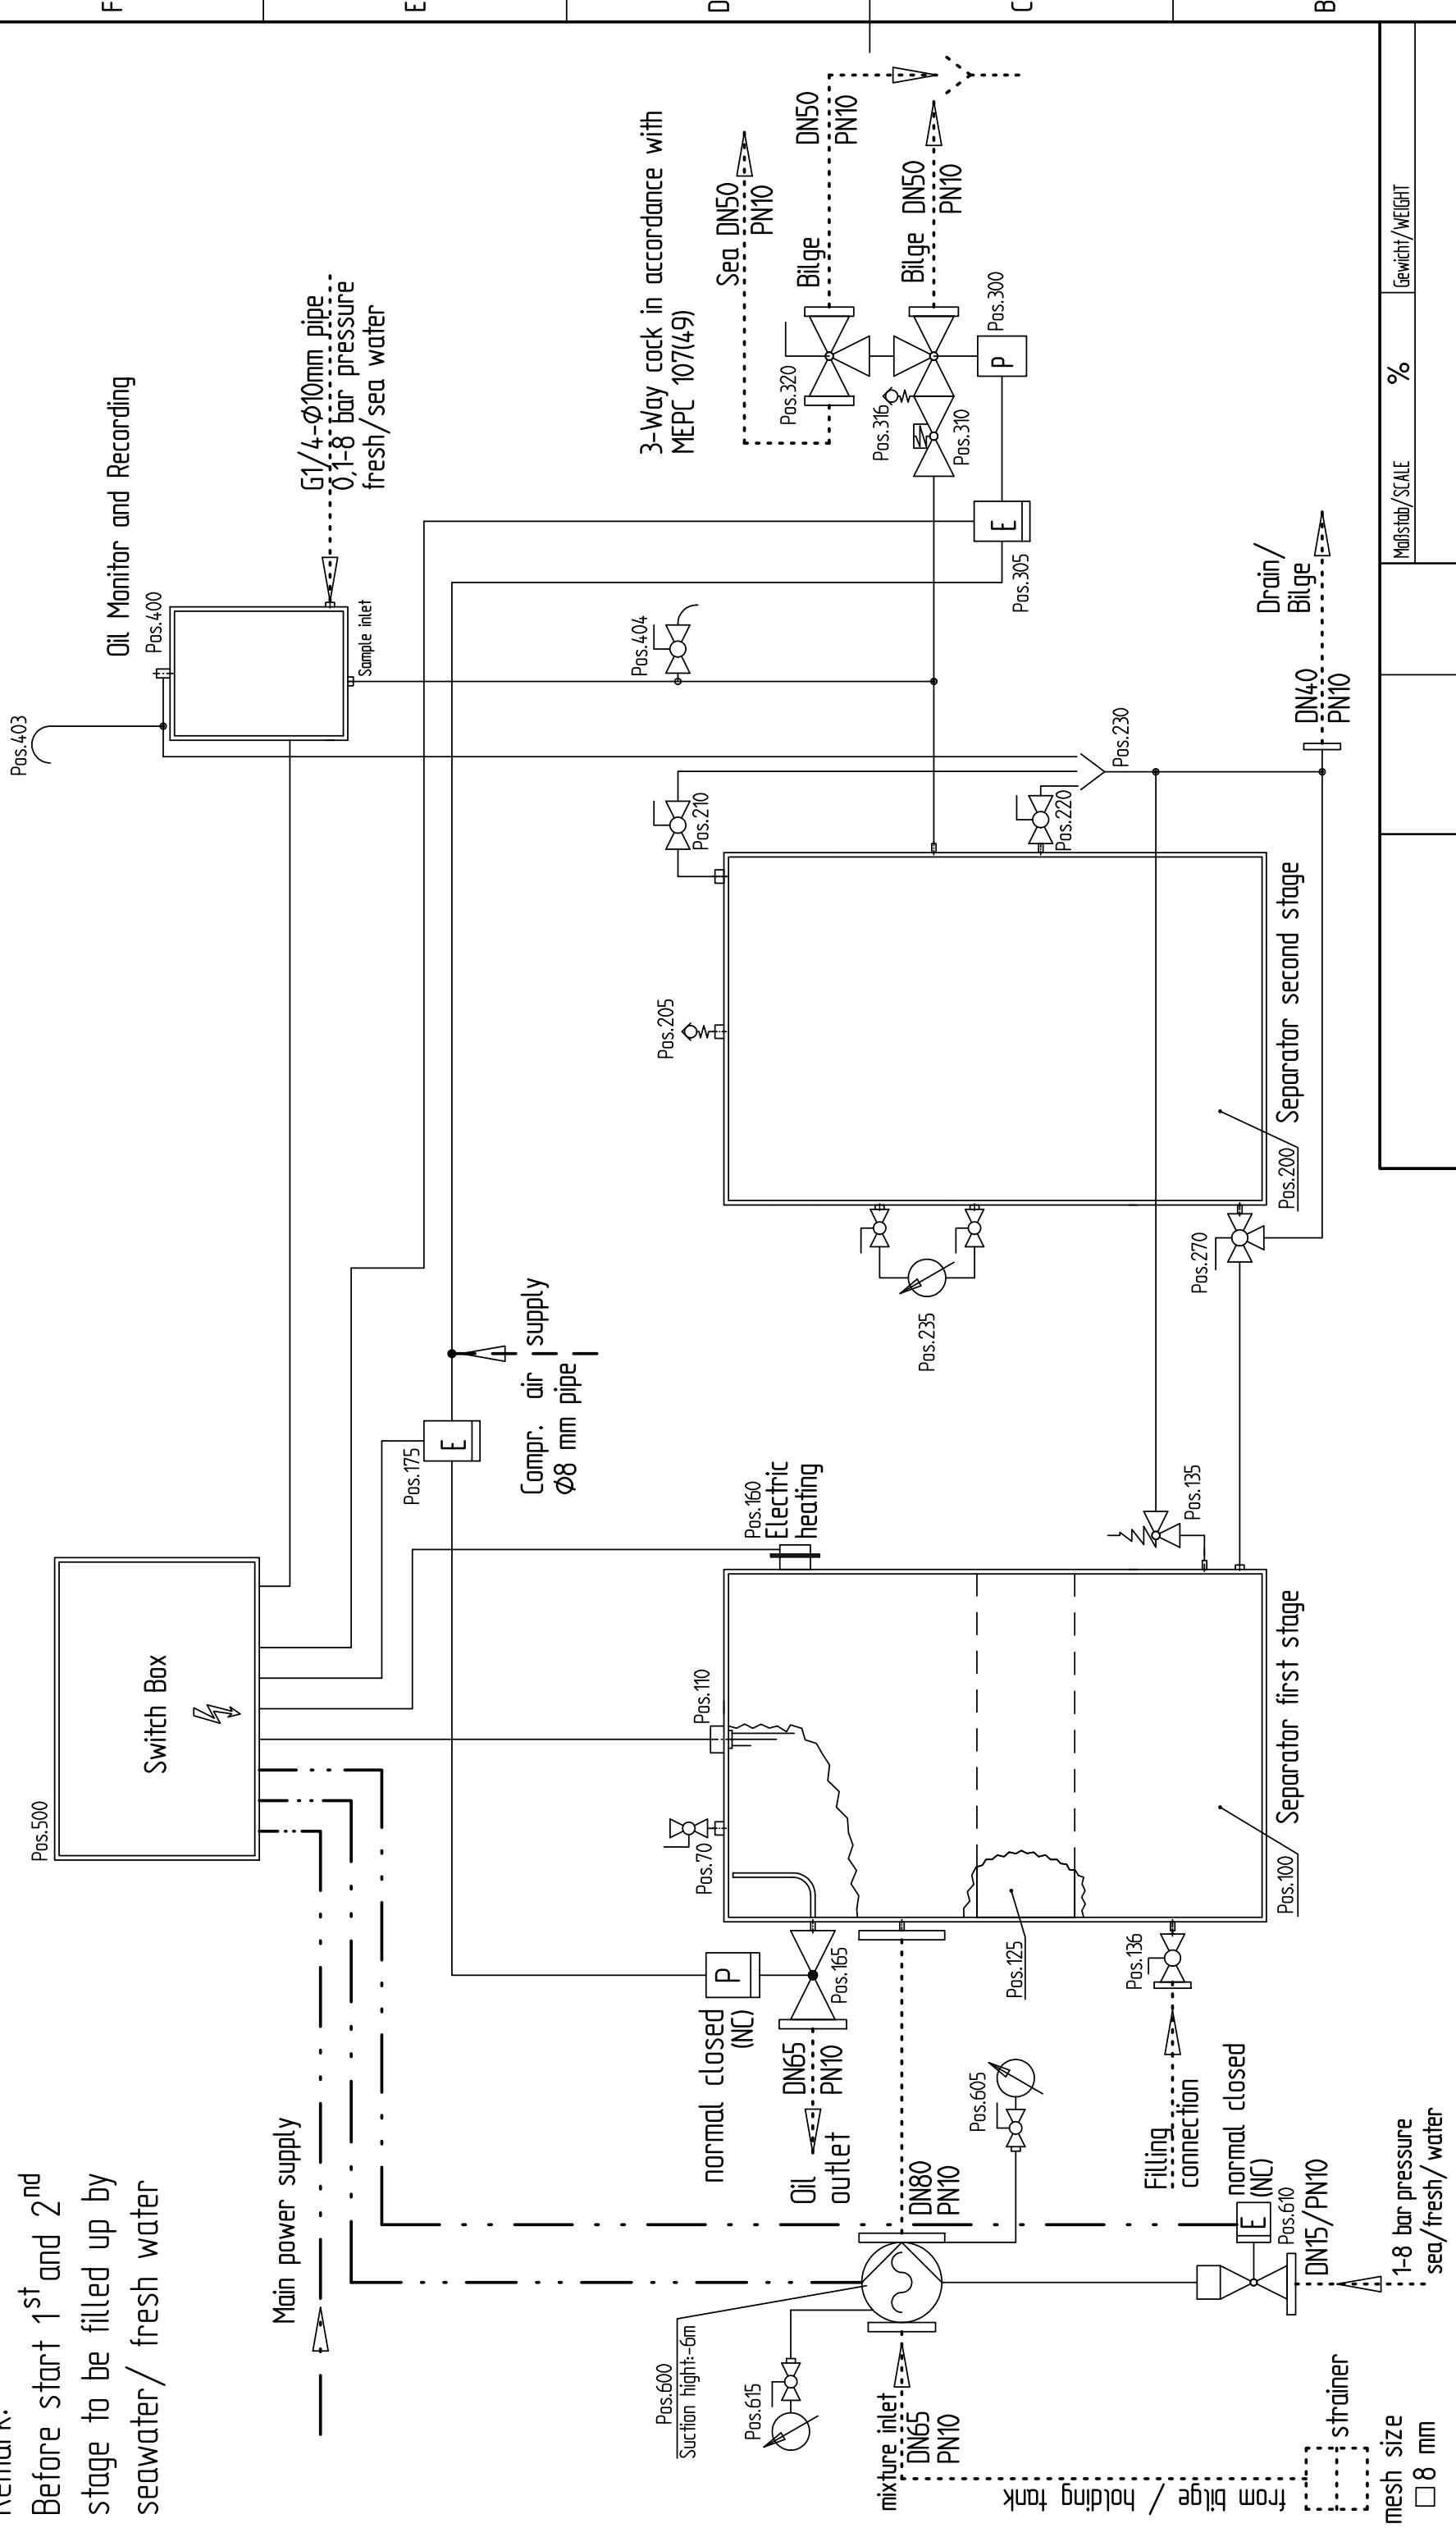 Remark:
Before start 1st and 2nd
stage to be filled up by
seawater/ fresh water
Main power supply
Pos.500
Switch Box
Pos.403
Oil Monitor and Recording
Pos.400
Sample inlet
G1/4-Ø10mm pipe
0,1-8 bar pressure
fresh/sea water
Pos.175
E
Compr. air supply
Ø8 mm pipe
3-Way cock in accordance with
MEPC 107(49)
Sea DN50
PN10
Bilge
DN50
PN10
Bilge DN50
PN10
Pos.320
Pos.316
Pos.310
Pos.300
P
E
Pos.305
Pos.404
Pos.205
Pos.210
Pos.220
Pos.230
Drain/
Bilge
DN40
PN10
Separator second stage
Pos.200
Pos.270
Pos.235
Pos.160
Electric
heating
Pos.135
Pos.110
Pos.70
Separator first stage
Pos.100
Pos.125
Pos.136
Pos.165
P
normal closed
(NC)
DN65
PN10
Oil
outlet
DN80
PN10
Pos.605
Filling
connection
normal closed
(NC)
E
Pos.610
DN15/PN10
1-8 bar pressure
sea/fresh/water
Pos.600
Suction hight:-6m
Pos.615
mixture inlet
DN65
PN10
from bilge / holding tank
strainer
mesh size
□ 8 mm
Maßstab/SCALE
%
Gewicht/WEIGHT
F
E
D
C
B